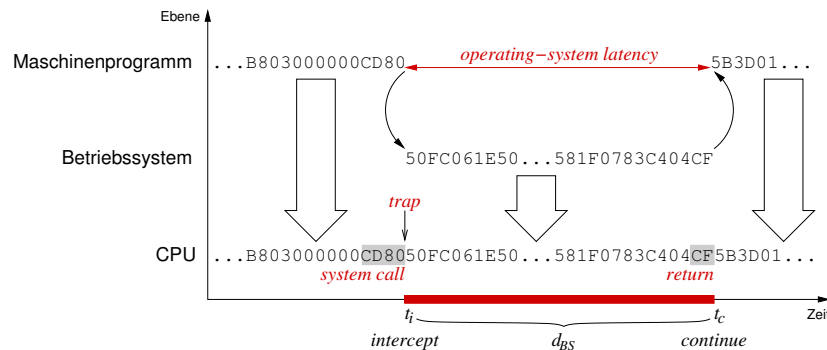 Ebene
Maschinenprogramm ...B803000000CD80 operating−system latency 5B3D01...
Betriebssystem 50FC061E50...581F0783C404CF
trap
CPU ...B803000000CD8050FC061E50...581F0783C404CF5B3D01...
system call return
t_i t_c Zeit
intercept d_BS continue